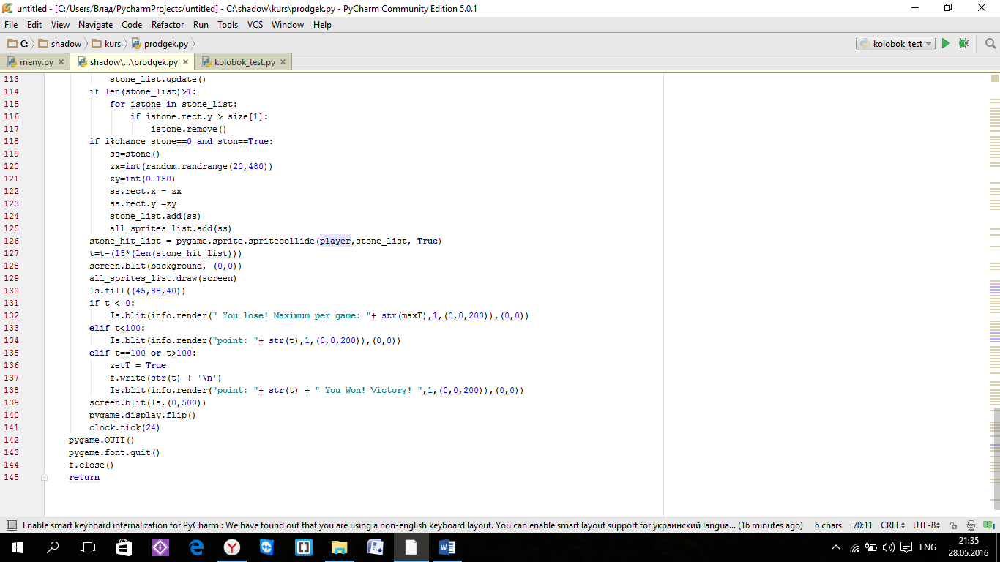 untitled - [C:/Users/Влад/PycharmProjects/untitled] - C:\shadow\kurs\prodgek.py - PyCharm Community Edition 5.0.1
File Edit View Navigate Code Refactor Run Tools VCS Window Help
C: shadow kurs prodgek.py kolobok_test
meny.py shadow\...\prodgek.py kolobok_test.py
113 stone_list.update()
114 if len(stone_list)>1:
115 for istone in stone_list:
116 if istone.rect.y > size[1]:
117 istone.remove()
118 if i%chance_stone==0 and ston==True:
119 ss=stone()
120 zx=int(random.randrange(20,480))
121 zy=int(0-150)
122 ss.rect.x = zx
123 ss.rect.y =zy
124 stone_list.add(ss)
125 all_sprites_list.add(ss)
126 stone_hit_list = pygame.sprite.spritecollide(player,stone_list, True)
127 t=t-(15*(len(stone_hit_list)))
128 screen.blit(background, (0,0))
129 all_sprites_list.draw(screen)
130 Is.fill((45,88,40))
131 if t < 0:
132 Is.blit(info.render(" You lose! Maximum per game: "+ str(maxT),1,(0,0,200)),(0,0))
133 elif t<100:
134 Is.blit(info.render("point: "+ str(t),1,(0,0,200)),(0,0))
135 elif t==100 or t>100:
136 zetT = True
137 f.write(str(t) + '\n')
138 Is.blit(info.render("point: "+ str(t) + " You Won! Victory! ",1,(0,0,200)),(0,0))
139 screen.blit(Is,(0,500))
140 pygame.display.flip()
141 clock.tick(24)
142 pygame.QUIT()
143 pygame.font.quit()
144 f.close()
145 return
Enable smart keyboard internalization for PyCharm.: We have found out that you are using a non-english keyboard layout. You can enable smart layout support for украинский langua... (16 minutes ago) 6 chars 70:11 CRLF UTF-8 1
ENG 21:35
28.05.2016